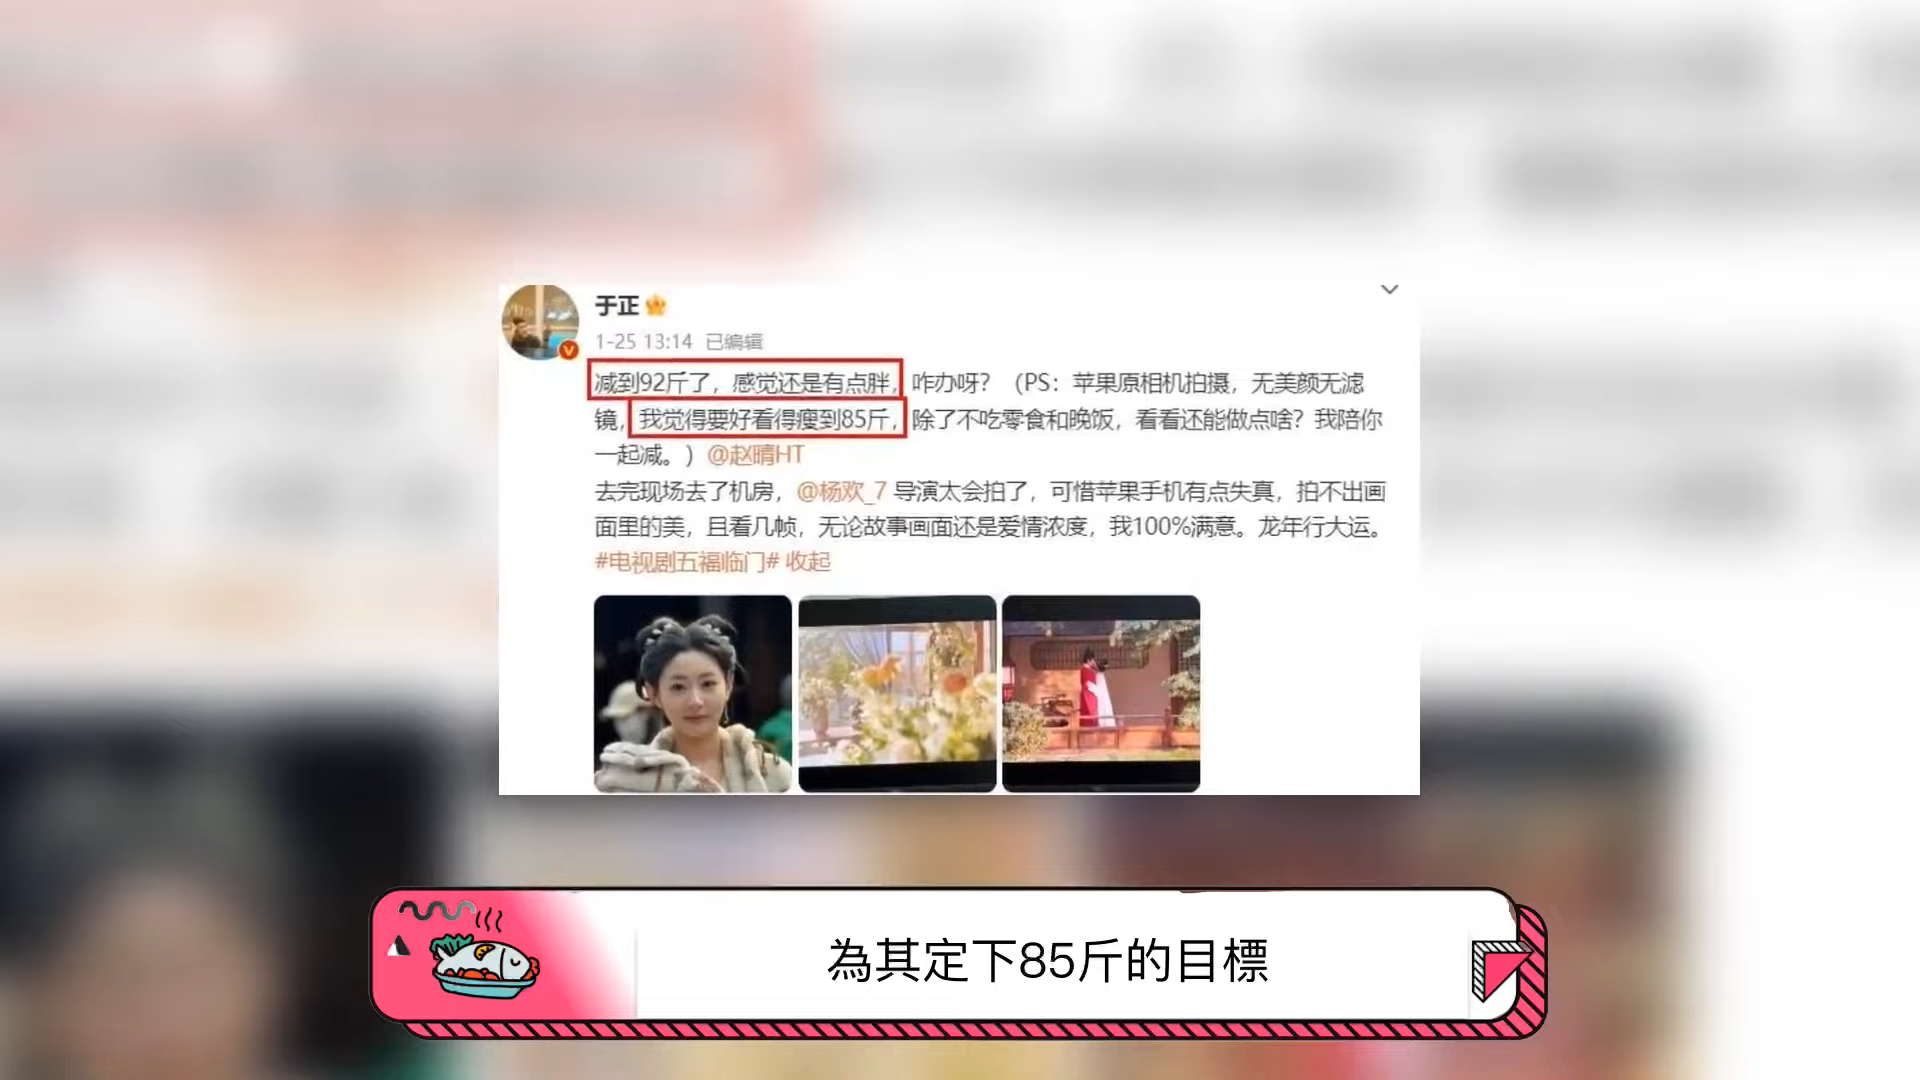 于正
1-25 13:14 已编辑
减到92斤了，感觉还是有点胖，咋办呀？（PS：苹果原相机拍摄，无美颜无滤
镜，我觉得要好看得瘦到85斤，除了不吃零食和晚饭，看看还能做点啥？我陪你
一起减。）@赵晴HT
去完现场去了机房，@杨欢_7 导演太会拍了，可惜苹果手机有点失真，拍不出画
面里的美，且看几帧，无论故事画面还是爱情浓度，我100%满意。龙年行大运。
#电视剧五福临门# 收起
為其定下85斤的目標